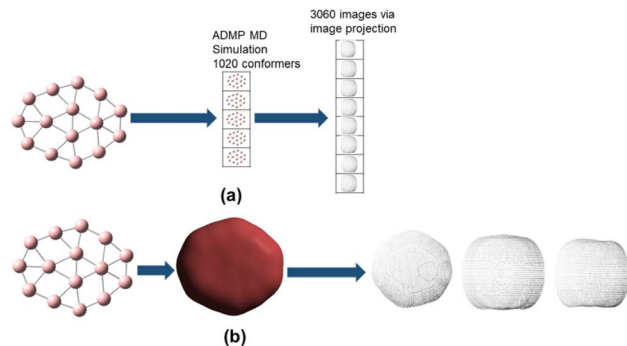 ADMP MD
Simulation
1020 conformers
3060 images via
image projection
(a)
(b)